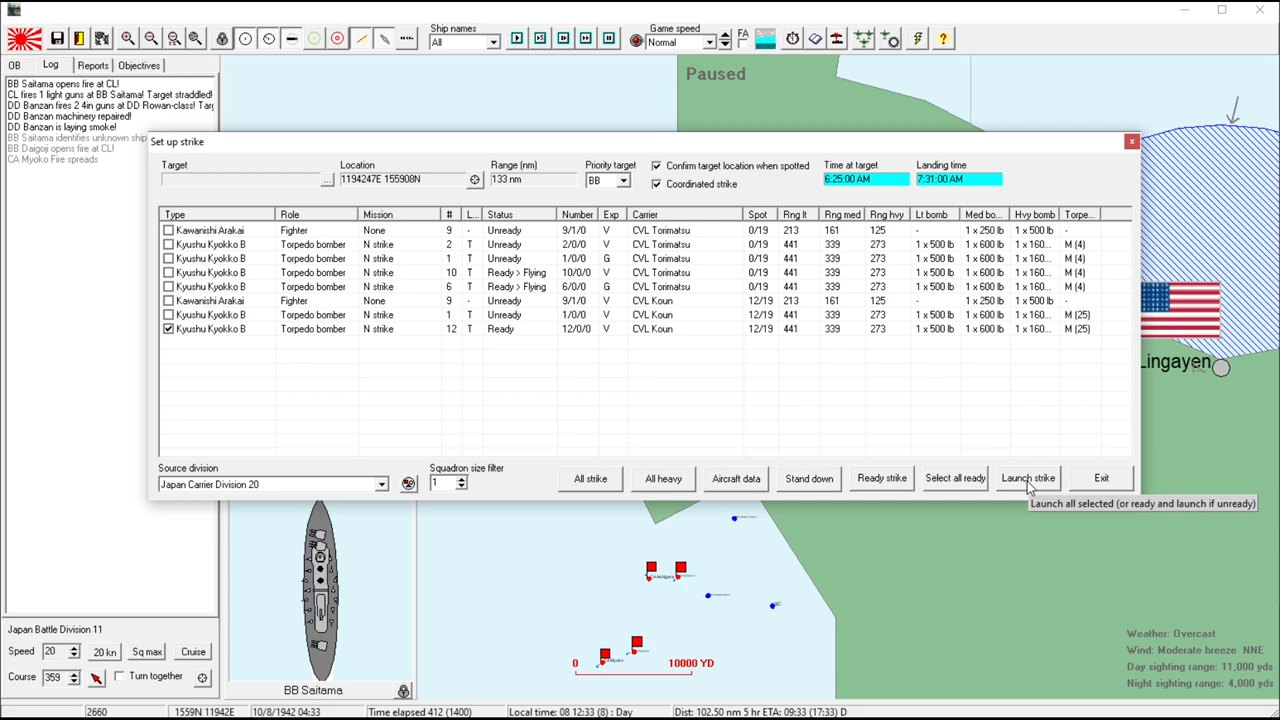 Ship names
Game speed
All
Normal
FA
OB
Log
Reports
Objectives
BB Saitama opens fire at CL!
CL fires 1 light guns at BB Saitama! Target straddled!
DD Banzan fires 2 4in guns at DD Rowan-class! Targ
DD Banzan machinery repaired!
DD Banzan is laying smoke!
BB Saitama identifies unknown ship
BB Daigoji opens fire at CL!
CA Myoko Fire spreads
Paused
Set up strike
Target
Location
Range (nm)
Priority target
Confirm target location when spotted
Time at target
Landing time
...
1194247E 155908N
133 nm
BB
Coordinated strike
6:25:00 AM
7:31:00 AM
Type Role Mission # L... Status Number Exp Carrier Spot Rng lt Rng med Rng hvy Lt bomb Med bo... Hvy bomb Torpe...
Kawanishi Arakai Fighter None 9 - Unready 9/1/0 V CVL Torimatsu 0/19 213 161 125 - 1 x 250 lb 1 x 500 lb -
Kyushu Kyokko B Torpedo bomber N strike 2 T Unready 2/0/0 V CVL Torimatsu 0/19 441 339 273 1 x 500 lb 1 x 600 lb 1 x 160... M (4)
Kyushu Kyokko B Torpedo bomber N strike 1 T Unready 1/0/0 G CVL Torimatsu 0/19 441 339 273 1 x 500 lb 1 x 600 lb 1 x 160... M (4)
Kyushu Kyokko B Torpedo bomber N strike 10 T Ready > Flying 10/0/0 V CVL Torimatsu 0/19 441 339 273 1 x 500 lb 1 x 600 lb 1 x 160... M (4)
Kyushu Kyokko B Torpedo bomber N strike 6 T Ready > Flying 6/0/0 G CVL Torimatsu 0/19 441 339 273 1 x 500 lb 1 x 600 lb 1 x 160... M (4)
Kawanishi Arakai Fighter None 9 - Unready 9/1/0 V CVL Koun 12/19 213 161 125 - 1 x 250 lb 1 x 500 lb -
Kyushu Kyokko B Torpedo bomber N strike 1 T Unready 1/0/0 V CVL Koun 12/19 441 339 273 1 x 500 lb 1 x 600 lb 1 x 160... M (25)
Kyushu Kyokko B Torpedo bomber N strike 12 T Ready 12/0/0 V CVL Koun 12/19 441 339 273 1 x 500 lb 1 x 600 lb 1 x 160... M (25)
Source division
Squadron size filter
Japan Carrier Division 20
1
All strike
All heavy
Aircraft data
Stand down
Ready strike
Select all ready
Launch strike
Exit
Launch all selected (or ready and launch if unready)
Lingayen
0 10000 YD
Japan Battle Division 11
Speed 20 20 kn Sq max Cruise
Course 359 Turn together
BB Saitama
Weather: Overcast
Wind: Moderate breeze NNE
Day sighting range: 11,000 yds
Night sighting range: 4,000 yds
2660 1559N 11942E 10/8/1942 04:33 Time elapsed 412 (1400) Local time: 08 12:33 (8) : Day Dist: 102.50 nm 5 hr ETA: 09:33 (17:33) D